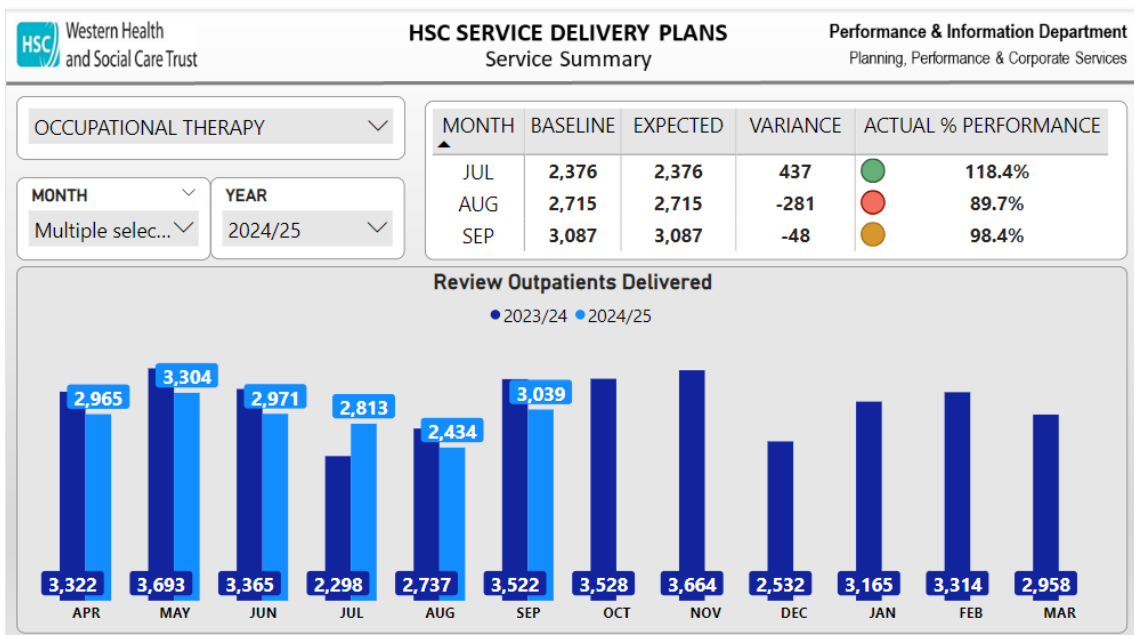 HSC
Western Health
and Social Care Trust
HSC SERVICE DELIVERY PLANS
Service Summary
Performance & Information Department
Planning, Performance & Corporate Services
OCCUPATIONAL THERAPY
MONTH
Multiple selec...
YEAR
2024/25
MONTH BASELINE EXPECTED VARIANCE ACTUAL % PERFORMANCE
JUL 2,376 2,376 437 118.4%
AUG 2,715 2,715 -281 89.7%
SEP 3,087 3,087 -48 98.4%
Review Outpatients Delivered
2023/24 2024/25
2,965 3,304 2,971 2,813 2,434 3,039
3,322 3,693 3,365 2,298 2,737 3,522 3,528 3,664 2,532 3,165 3,314 2,958
APR MAY JUN JUL AUG SEP OCT NOV DEC JAN FEB MAR